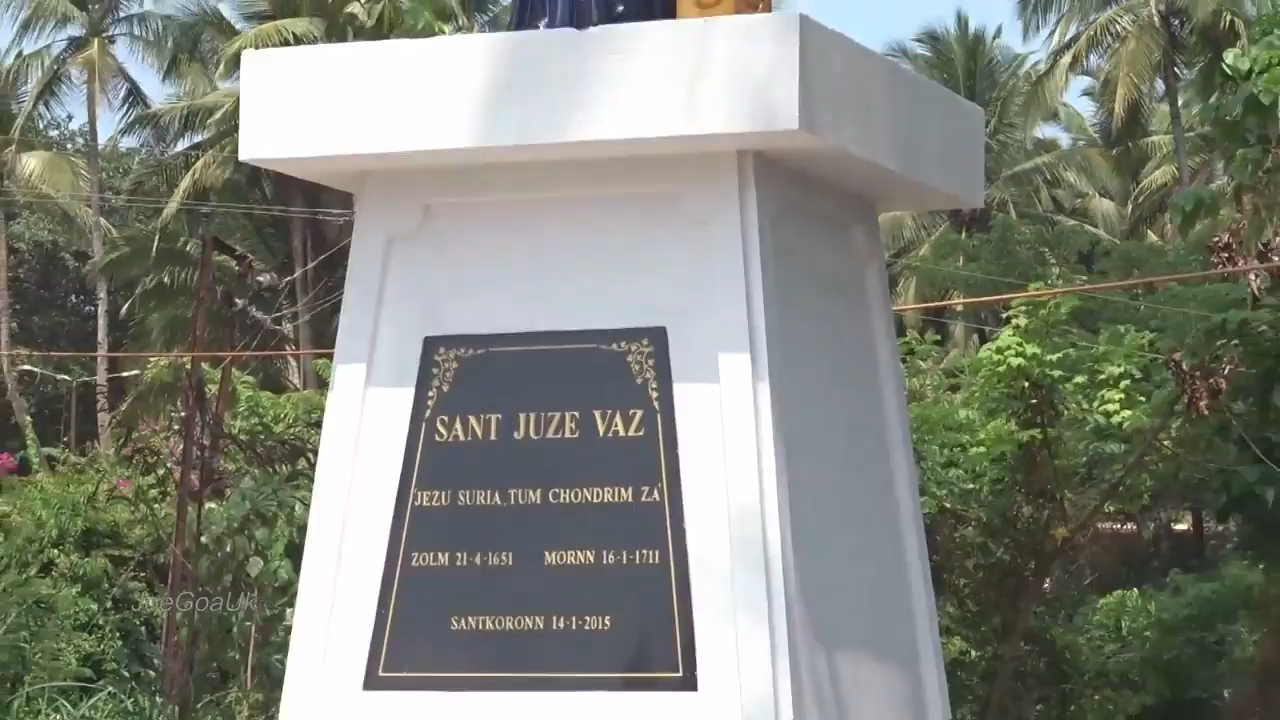 SANT JUZE VAZ
'JEZU SURIA, TUM CHONDRIM ZA'
ZOLM 21-4-1651 MORNN 16-1-1711
SANTKORONN 14-1-2015
JoeGoaUk